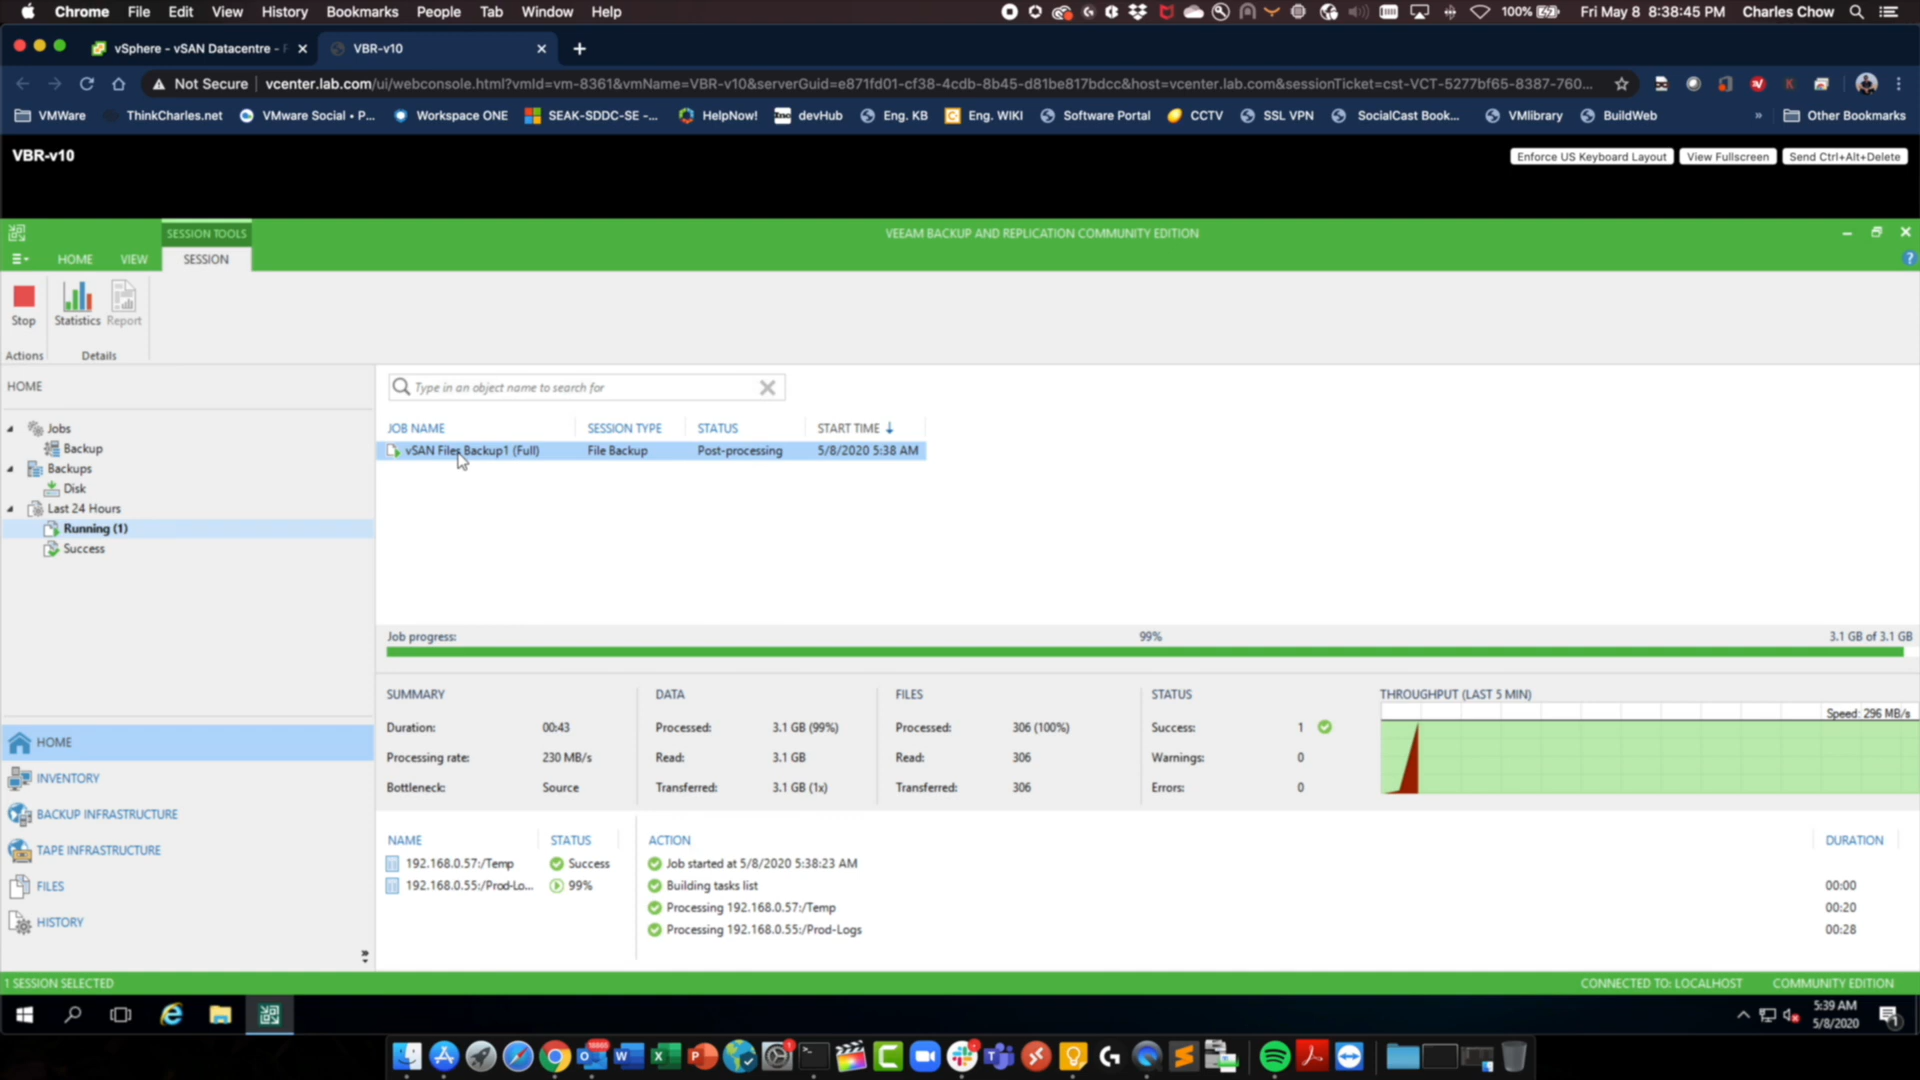 Chrome File Edit View History Bookmarks People Tab Window Help 100% Fri May 8 8:38:45 PM Charles Chow
vSphere - vSAN Datacentre - F VBR-v10
Not Secure vcenter.lab.com/ui/webconsole.html?vmId=vm-8361&vmName=VBR-v10&serverGuid=e871fd01-cf38-4cdb-8b45-d81be817bdcc&host=vcenter.lab.com&sessionTicket=cst-VCT-5277bf65-8387-760...
VMWare ThinkCharles.net VMware Social • P... Workspace ONE SEAK-SDDC-SE -... HelpNow! devHub Eng. KB Eng. WIKI Software Portal CCTV SSL VPN SocialCast Book... VMlibrary BuildWeb » Other Bookmarks
VBR-v10 Enforce US Keyboard Layout View Fullscreen Send Ctrl+Alt+Delete
SESSION TOOLS VEEAM BACKUP AND REPLICATION COMMUNITY EDITION
HOME VIEW SESSION
Stop Statistics Report
Actions Details
HOME
Type in an object name to search for
Jobs
Backup
Backups
Disk
Last 24 Hours
Running (1)
Success
JOB NAME SESSION TYPE STATUS START TIME
vSAN Files Backup1 (Full) File Backup Post-processing 5/8/2020 5:38 AM
Job progress: 99% 3.1 GB of 3.1 GB
SUMMARY DATA FILES STATUS THROUGHPUT (LAST 5 MIN)
Speed: 296 MB/s
Duration: 00:43 Processed: 3.1 GB (99%) Processed: 306 (100%) Success: 1
Processing rate: 230 MB/s Read: 3.1 GB Read: 306 Warnings: 0
Bottleneck: Source Transferred: 3.1 GB (1x) Transferred: 306 Errors: 0
HOME
INVENTORY
BACKUP INFRASTRUCTURE
TAPE INFRASTRUCTURE
FILES
HISTORY
NAME STATUS ACTION DURATION
192.168.0.57:/Temp Success Job started at 5/8/2020 5:38:23 AM
192.168.0.55:/Prod-Lo... 99% Building tasks list 00:00
Processing 192.168.0.57:/Temp 00:20
Processing 192.168.0.55:/Prod-Logs 00:28
1 SESSION SELECTED CONNECTED TO: LOCALHOST COMMUNITY EDITION
5:39 AM
5/8/2020